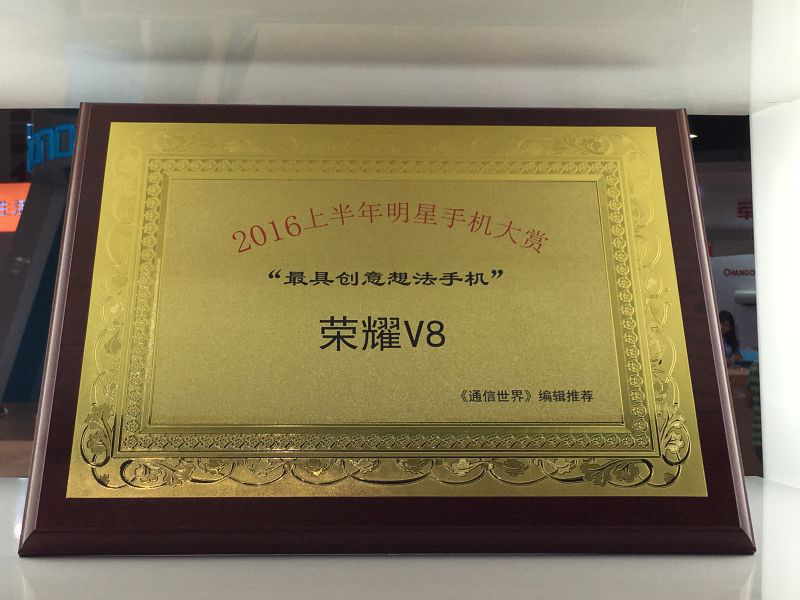 2016上半年明星手机大赏
“最具创意想法手机”
荣耀V8
《通信世界》编辑推荐
CHANGO